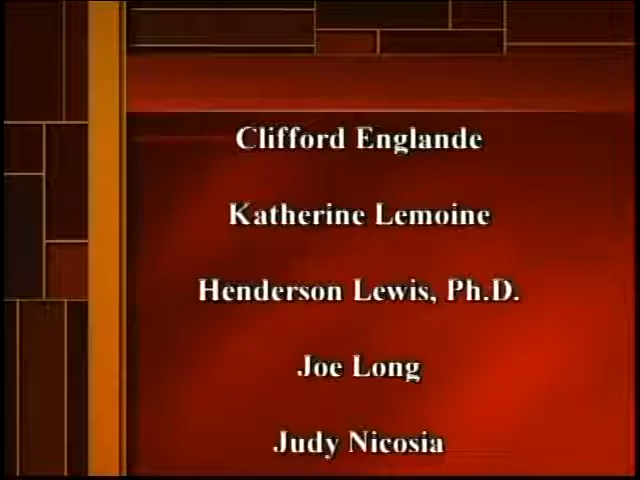 Clifford Englande
Katherine Lemoine
Henderson Lewis, Ph.D.
Joe Long
Judy Nicosia